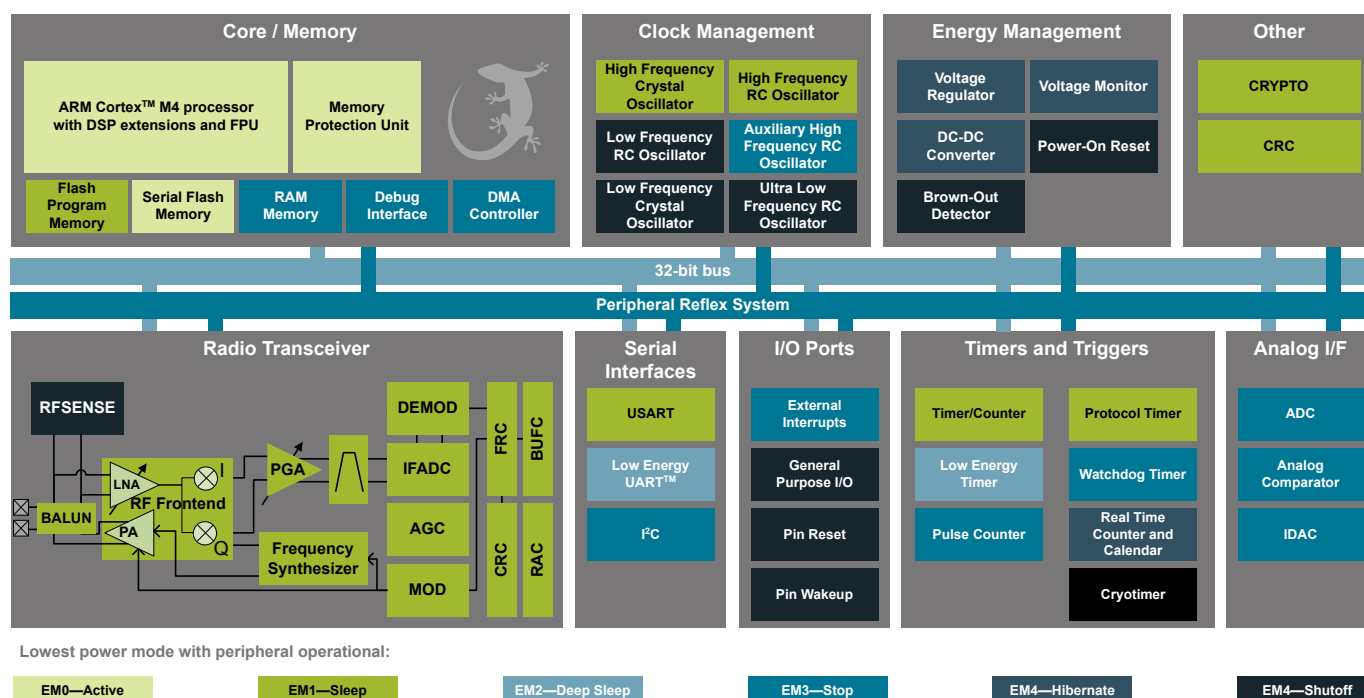 Core / Memory
ARM Cortex™ M4 processor
with DSP extensions and FPU
Memory
Protection Unit
Flash
Program
Memory
Serial Flash
Memory
RAM
Memory
Debug
Interface
DMA
Controller
Clock Management
High Frequency
Crystal
Oscillator
High Frequency
RC Oscillator
Low Frequency
RC Oscillator
Auxiliary High
Frequency RC
Oscillator
Low Frequency
Crystal
Oscillator
Ultra Low
Frequency RC
Oscillator
Energy Management
Voltage
Regulator
Voltage Monitor
DC-DC
Converter
Power-On Reset
Brown-Out
Detector
Other
CRYPTO
CRC
32-bit bus
Peripheral Reflex System
Radio Transceiver
RFSENSE
LNA
RF Frontend
I
BALUN
PA
Q
PGA
Frequency
Synthesizer
DEMOD
IFADC
AGC
MOD
FRC
BUFC
CRC
RAC
Serial
Interfaces
USART
Low Energy
UART™
I²C
I/O Ports
External
Interrupts
General
Purpose I/O
Pin Reset
Pin Wakeup
Timers and Triggers
Timer/Counter
Protocol Timer
Low Energy
Timer
Watchdog Timer
Pulse Counter
Real Time
Counter and
Calendar
Cryotimer
Analog I/F
ADC
Analog
Comparator
IDAC
Lowest power mode with peripheral operational:
EM0—Active
EM1—Sleep
EM2—Deep Sleep
EM3—Stop
EM4—Hibernate
EM4—Shutoff